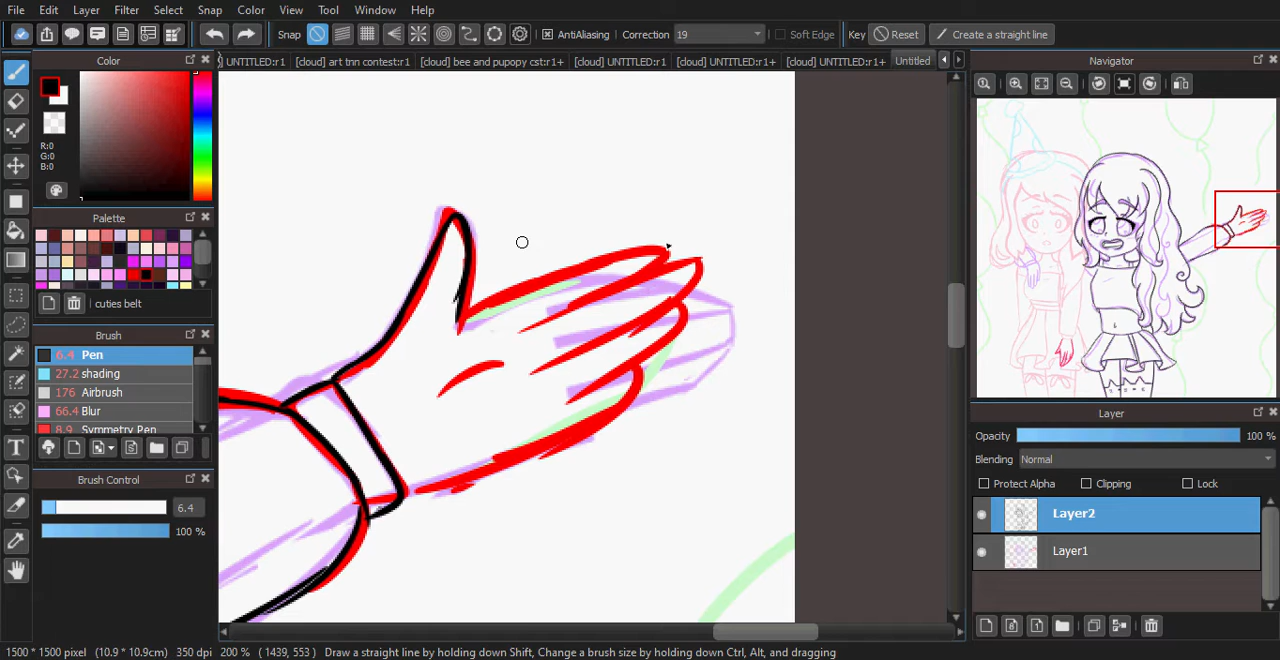 File Edit Layer Filter Select Snap Color View Tool Window Help
Snap AntiAliasing Correction 19 Soft Edge Key Reset Create a straight line
UNTITLED:r1 [cloud] art tnn contest:r1 [cloud] bee and pupopy cst:r1+ [cloud] UNTITLED:r1 [cloud] UNTITLED:r1+ [cloud] UNTITLED:r1+ Untitled
Color
R:0
G:0
B:0
Palette
cuties belt
Brush
6.4 Pen
27.2 shading
176 Airbrush
66.4 Blur
8.9 Symmetry Pen
Brush Control
6.4
100 %
Navigator
Layer
Opacity 100 %
Blending Normal
Protect Alpha Clipping Lock
Layer2
Layer1
1500 * 1500 pixel (10.9 * 10.9cm) 350 dpi 200 % ( 1439, 553 ) Draw a straight line by holding down Shift, Change a brush size by holding down Ctrl, Alt, and dragging